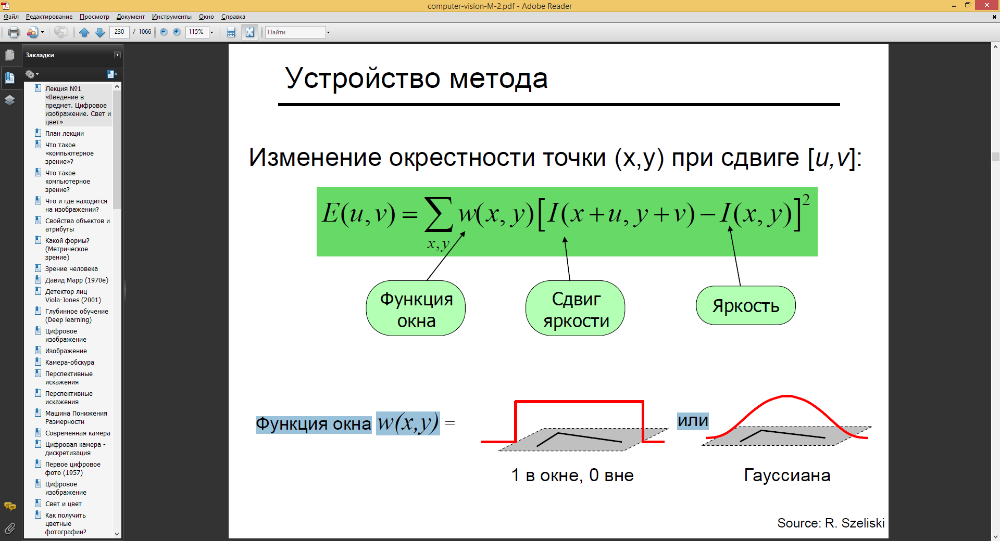 computer-vision-M-2.pdf - Adobe Reader
Файл Редактирование Просмотр Документ Инструменты Окно Справка
230 / 1066 115% Найти
Закладки
Лекция №1
«Введение в
предмет. Цифровое
изображение. Свет и
цвет»
План лекции
Что такое
«компьютерное
зрение»?
Что такое
компьютерное
зрение?
Что и где находится
на изображении?
Свойства объектов и
атрибуты
Какой формы?
(Метрическое
зрение)
Зрение человека
Давид Марр (1970е)
Детектор лиц
Viola-Jones (2001)
Глубинное обучение
(Deep learning)
Цифровое
изображение
Изображение
Камера-обскура
Перспективные
искажения
Перспективные
искажения
Машина Понижения
Размерности
Современная камера
Цифровая камера -
дискретизация
Первое цифровое
фото (1957)
Цифровое
изображение
Свет и цвет
Как получить
цветные
фотографии?
Устройство метода
Изменение окрестности точки (x,y) при сдвиге [u,v]:
E(u,v) = ∑ w(x,y)[I(x+u, y+v) − I(x,y)]²
x,y
Функция
окна
Сдвиг
яркости
Яркость
Функция окна w(x,y) =
или
1 в окне, 0 вне
Гауссиана
Source: R. Szeliski